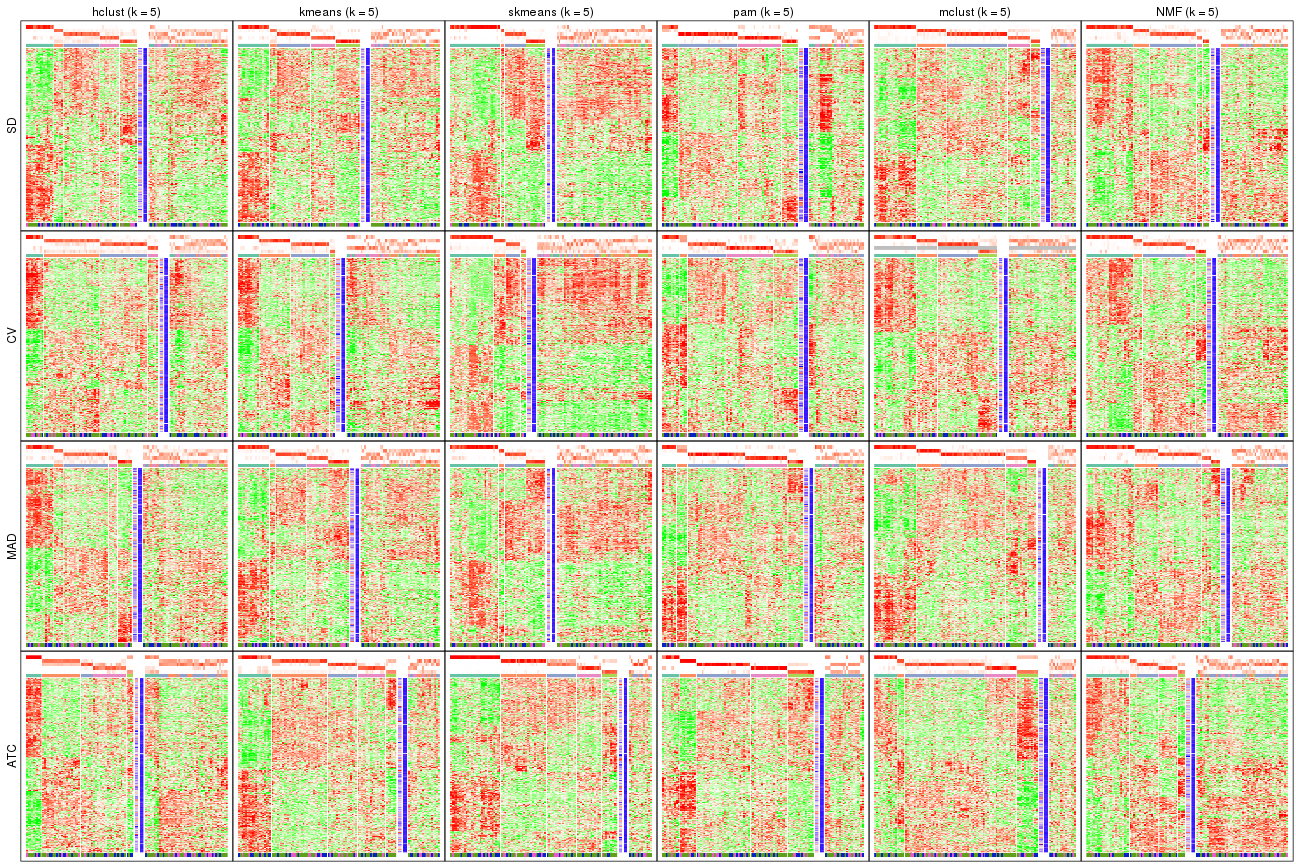 hclust (k = 5) kmeans (k = 5) skmeans (k = 5) pam (k = 5) mclust (k = 5) NMF (k = 5)
SD
CV
MAD
ATC